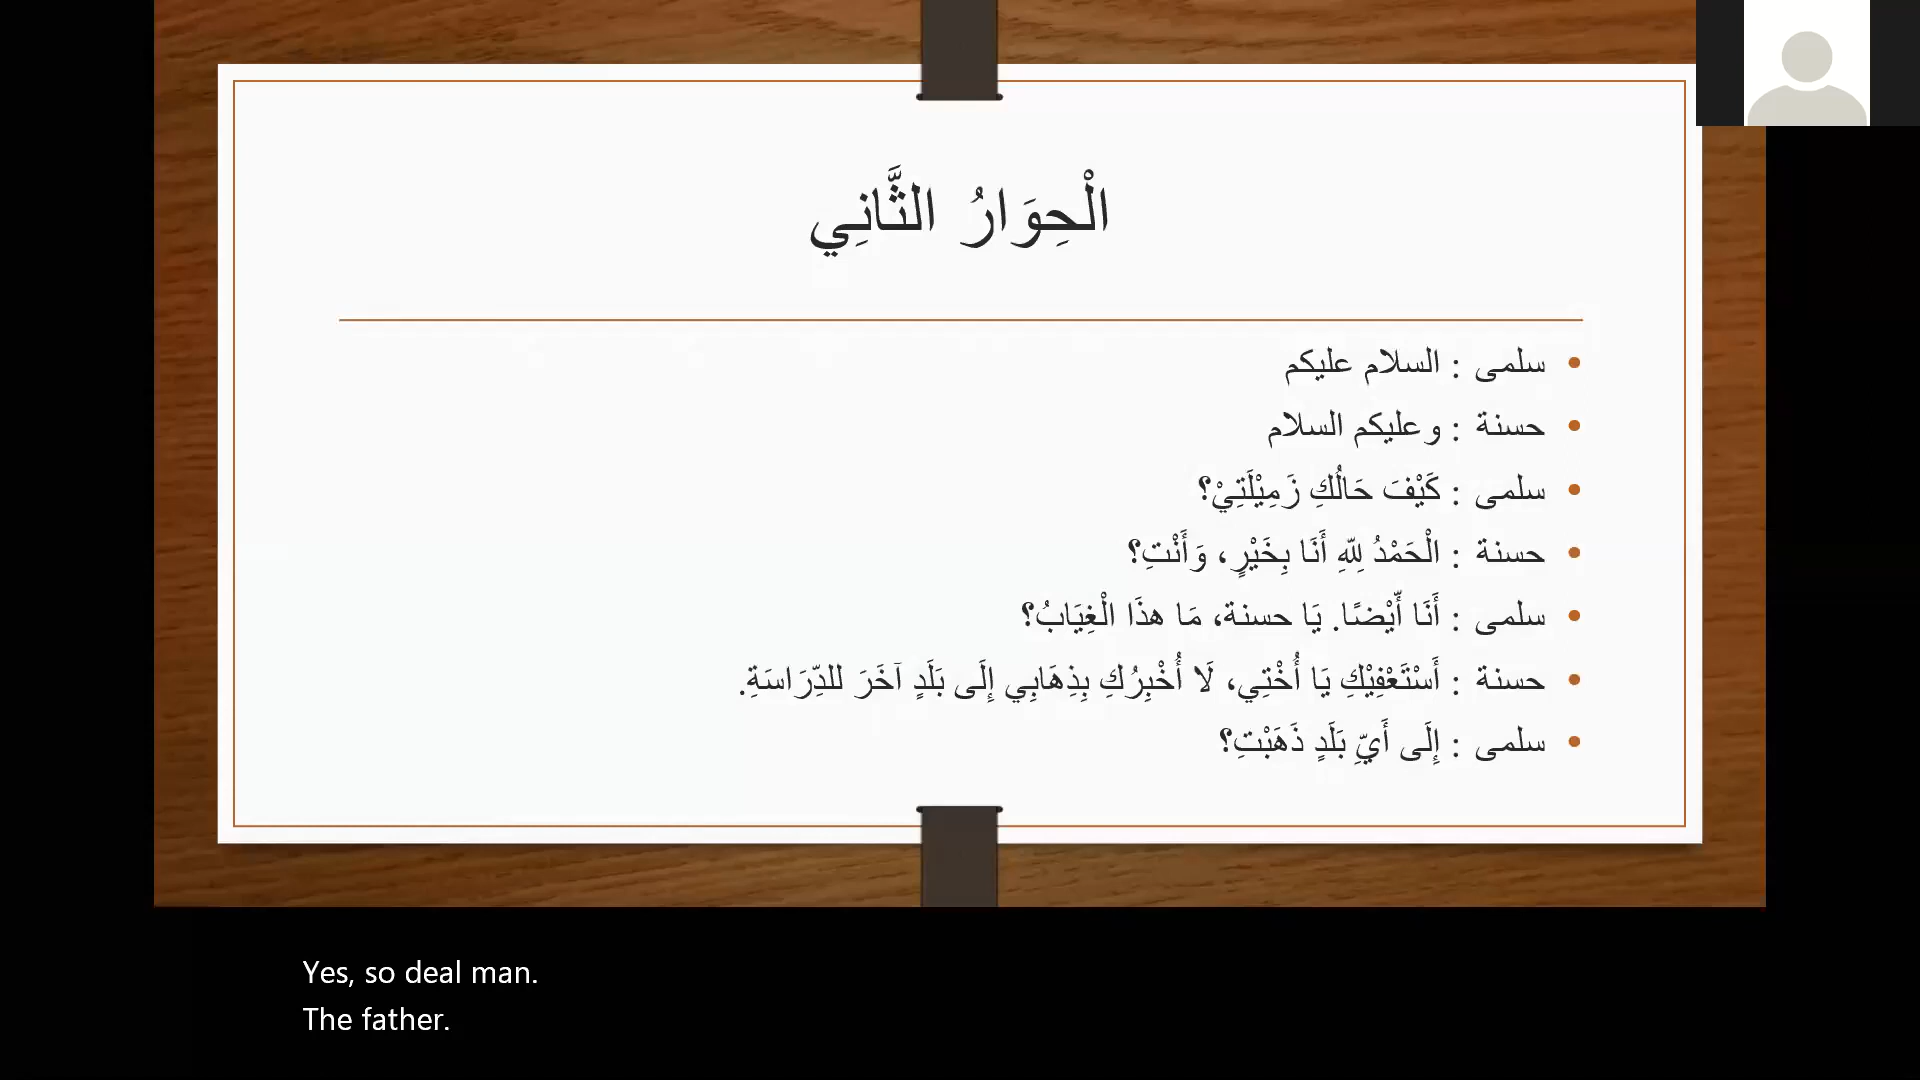 الْحِوَارُ الثَّانِي
سلمى : السلام عليكم
حسنة : وعليكم السلام
سلمى : كَيْفَ حَالُكِ زَمِيْلَتِيْ؟
حسنة : الْحَمْدُ لِلّهِ أَنَا بِخَيْرٍ، وَأَنْتِ؟
سلمى : أَنَا أَيْضًا. يَا حسنة، مَا هذَا الْغِيَابُ؟
حسنة : أَسْتَعْفِيْكِ يَا أُخْتِي، لَا أُخْبِرُكِ بِذِهَابِي إِلَى بَلَدٍ آخَرَ للدِّرَاسَةِ.
سلمى : إِلَى أَيِّ بَلَدٍ ذَهَبْتِ؟
Yes, so deal man.
The father.